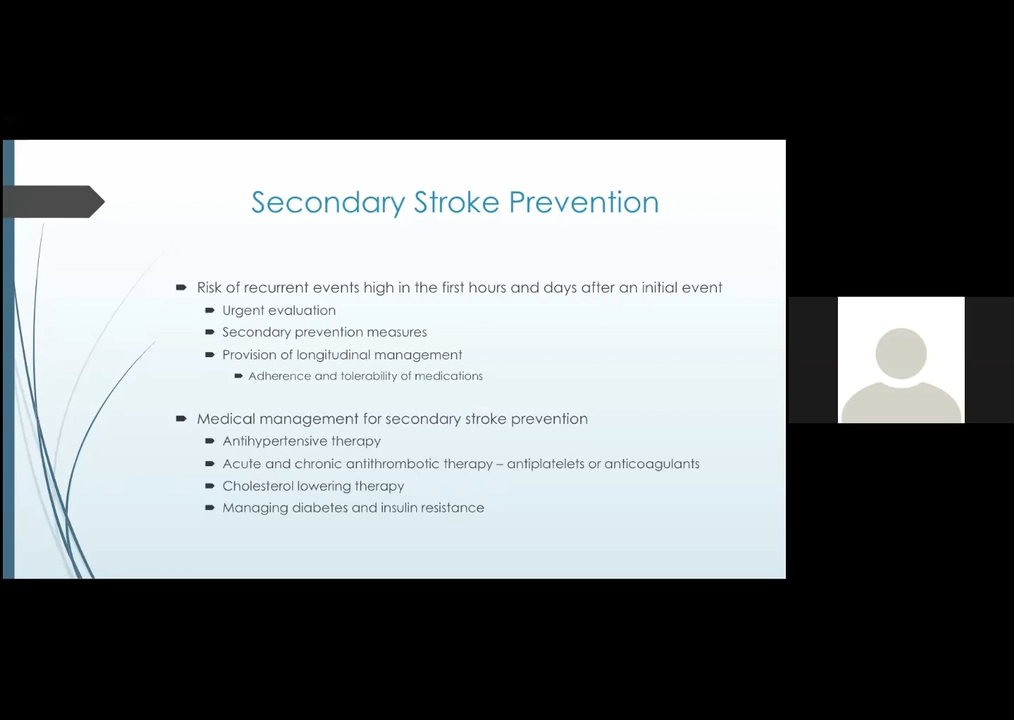 Secondary Stroke Prevention
Risk of recurrent events high in the first hours and days after an initial event
Urgent evaluation
Secondary prevention measures
Provision of longitudinal management
Adherence and tolerability of medications
Medical management for secondary stroke prevention
Antihypertensive therapy
Acute and chronic antithrombotic therapy – antiplatelets or anticoagulants
Cholesterol lowering therapy
Managing diabetes and insulin resistance